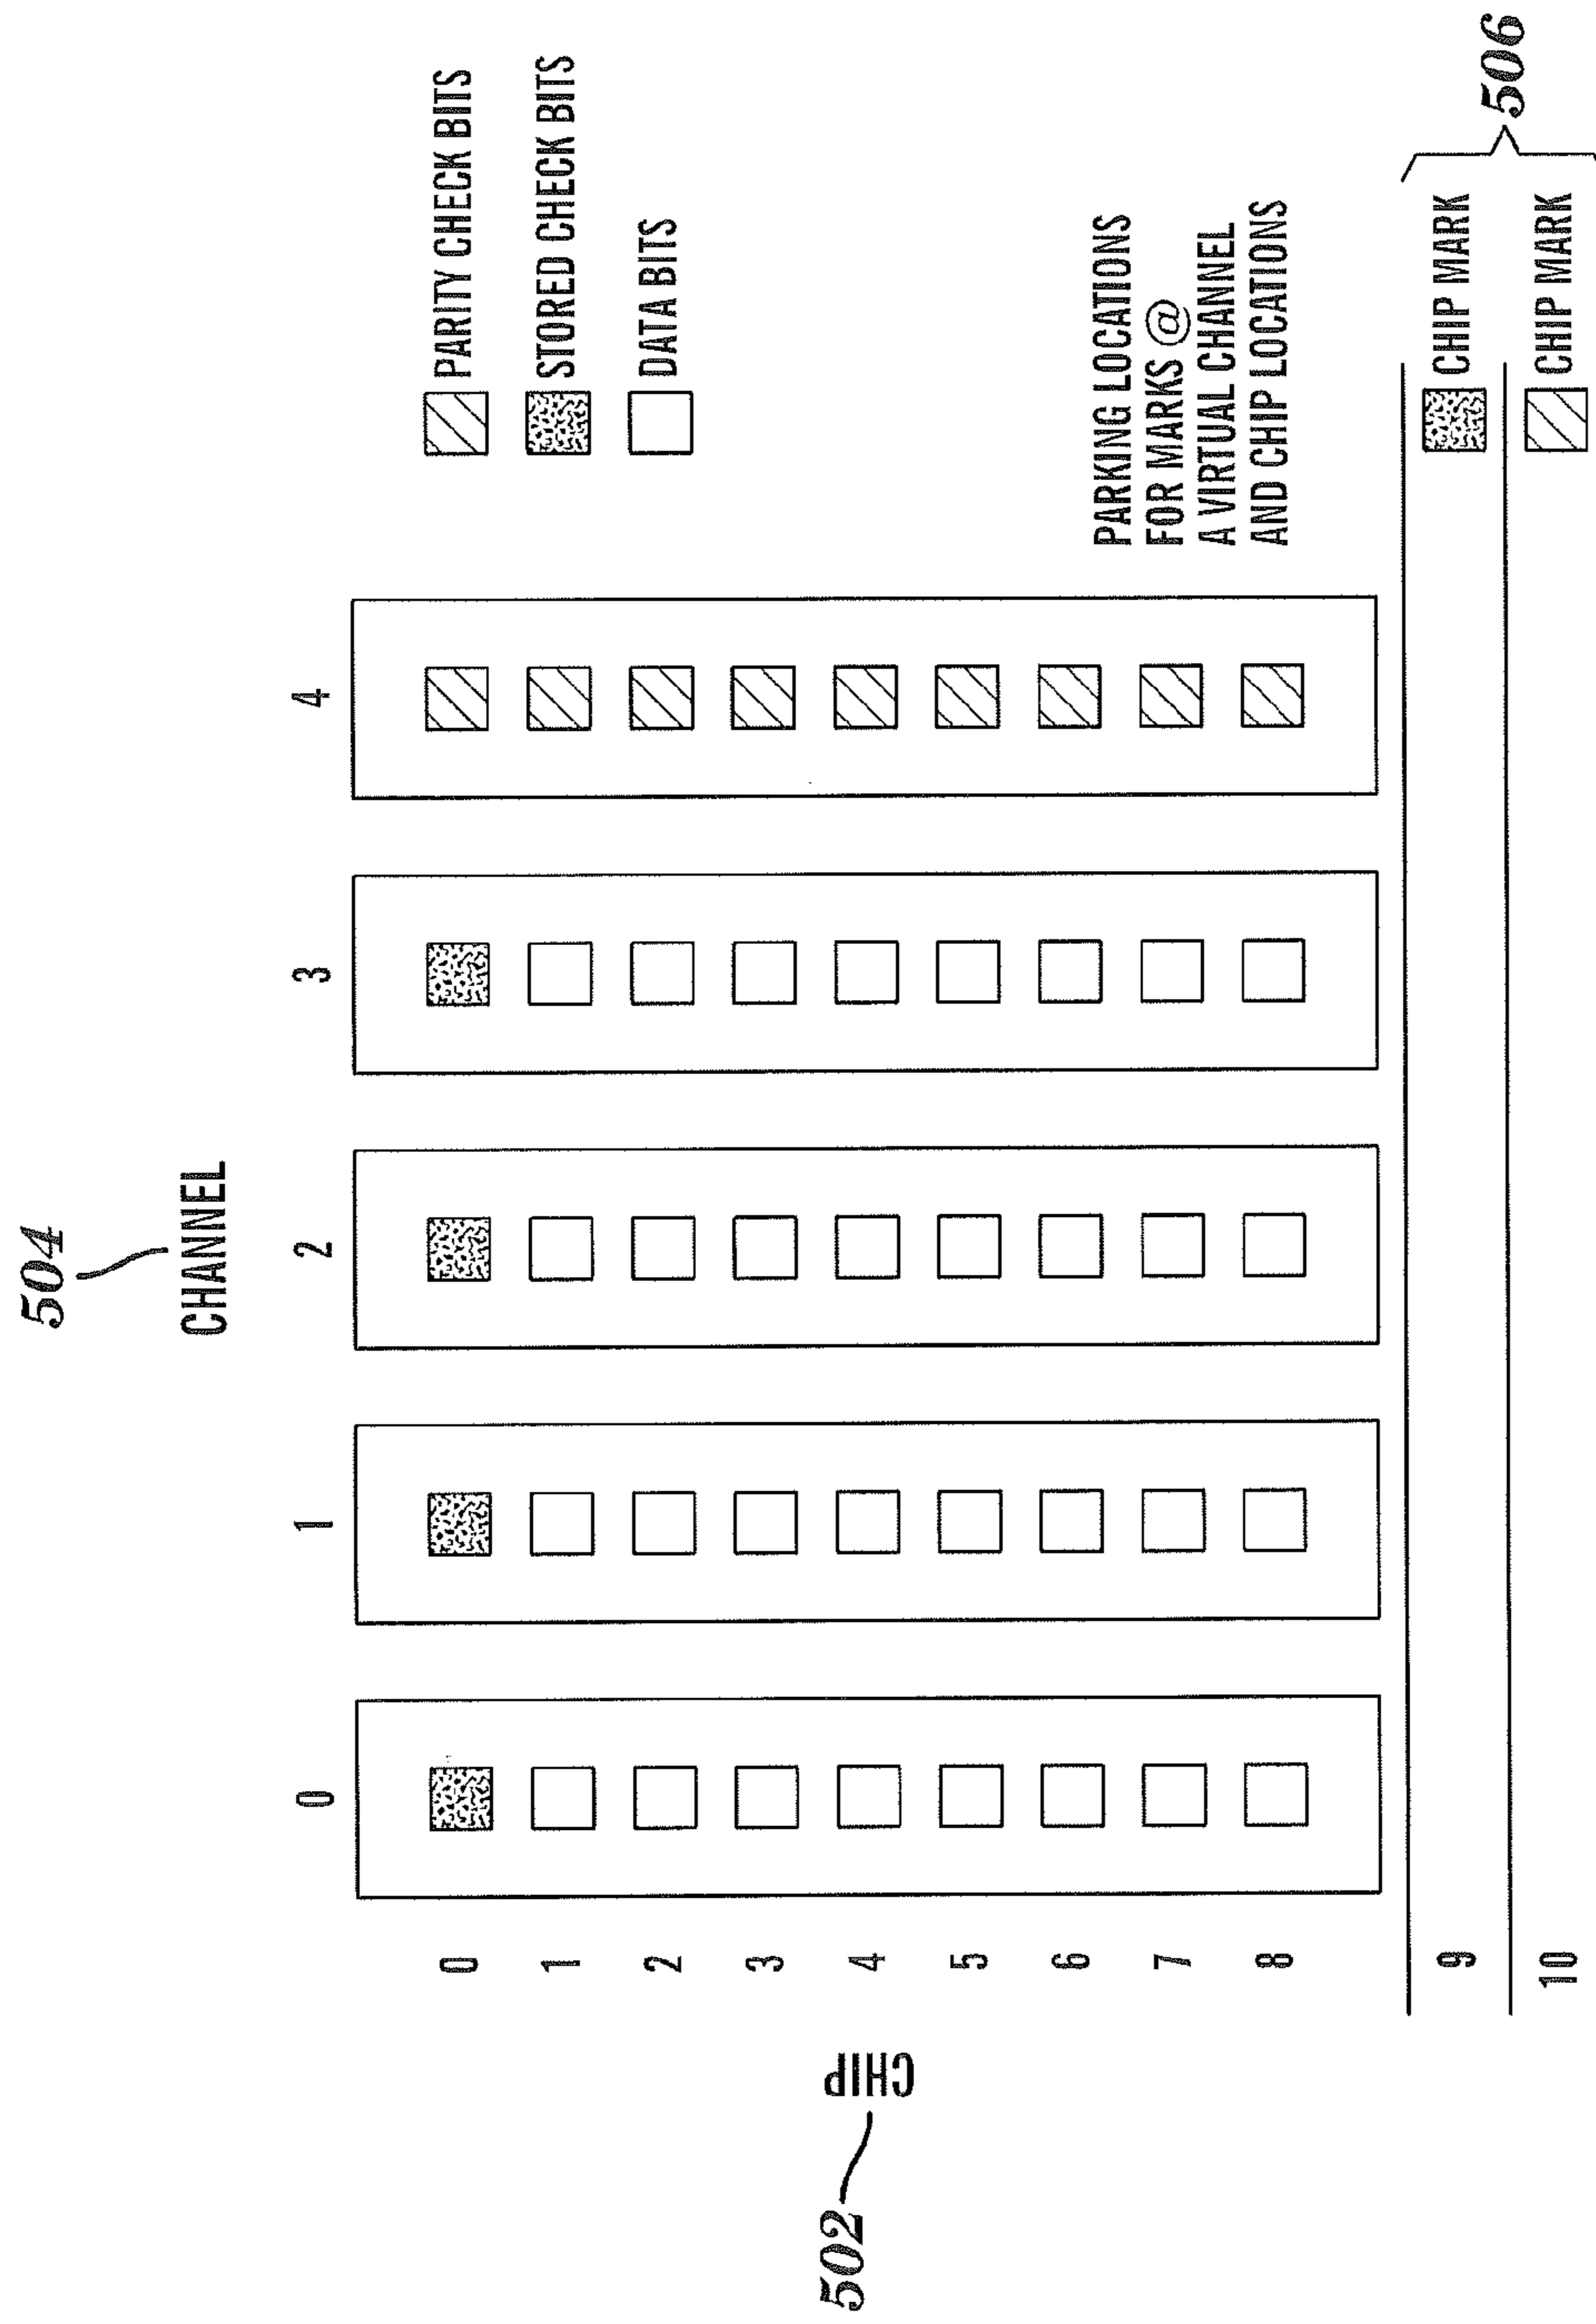 504
CHANNEL
0 1 2 3 4
502
CHIP
0
1
2
3
4
5
6
7
8
9
10
PARITY CHECK BITS
STORED CHECK BITS
DATA BITS
PARKING LOCATIONS
FOR MARKS @
A VIRTUAL CHANNEL
AND CHIP LOCATIONS
CHIP MARK
CHIP MARK
506